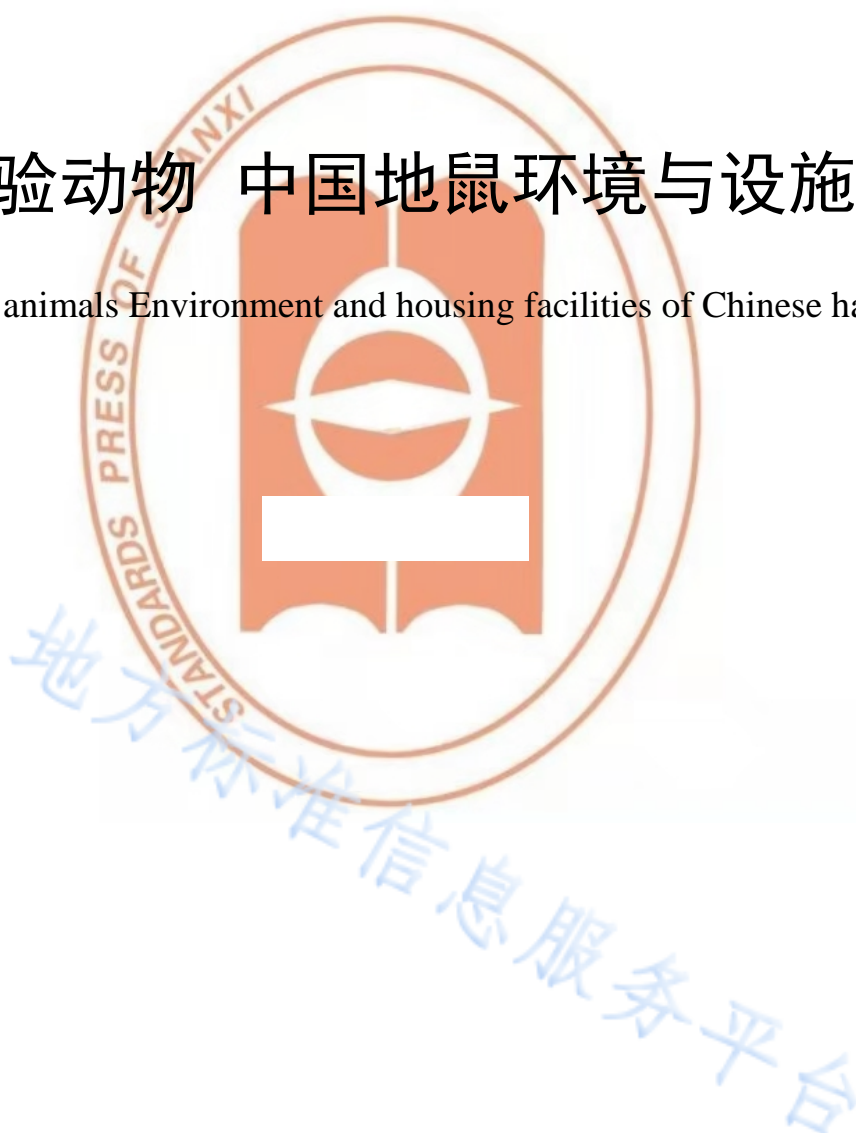 验动物 中国地鼠环境与设施
animals Environment and housing facilities of Chinese ha
STANDARDS PRESS OF S ANXI
地方标准信息服务平台